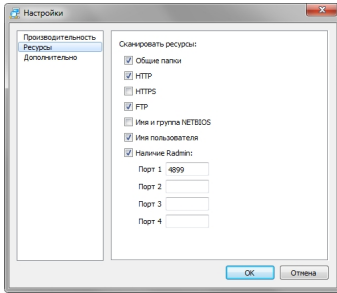 Настройки
Производительность
Ресурсы
Дополнительно
Сканировать ресурсы:
Общие папки
HTTP
HTTPS
FTP
Имя и группа NETBIOS
Имя пользователя
Наличие Radmin:
Порт 1 4899
Порт 2
Порт 3
Порт 4
OK Отмена